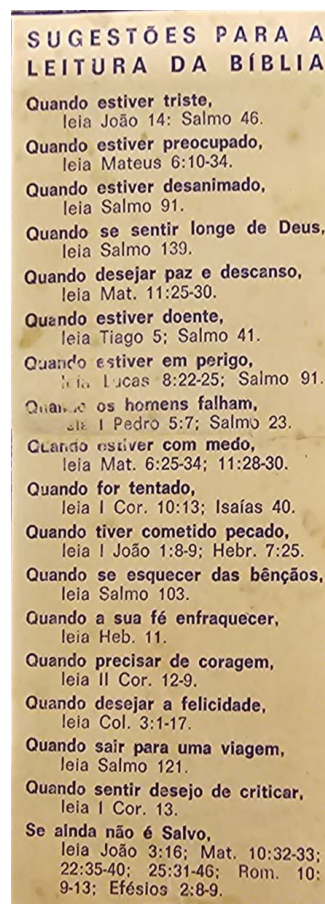 SUGESTÕES PARA A
LEITURA DA BÍBLIA
Quando estiver triste,
leia João 14: Salmo 46.
Quando estiver preocupado,
leia Mateus 6:10-34.
Quando estiver desanimado,
leia Salmo 91.
Quando se sentir longe de Deus,
leia Salmo 139.
Quando desejar paz e descanso,
leia Mat. 11:25-30.
Quando estiver doente,
leia Tiago 5; Salmo 41.
Quando estiver em perigo,
leia Lucas 8:22-25; Salmo 91.
Quando os homens falham,
leia I Pedro 5:7; Salmo 23.
Quando estiver com medo,
leia Mat. 6:25-34; 11:28-30.
Quando for tentado,
leia I Cor. 10:13; Isaías 40.
Quando tiver cometido pecado,
leia I João 1:8-9; Hebr. 7:25.
Quando se esquecer das bênçãos,
leia Salmo 103.
Quando a sua fé enfraquecer,
leia Heb. 11.
Quando precisar de coragem,
leia II Cor. 12-9.
Quando desejar a felicidade,
leia Col. 3:1-17.
Quando sair para uma viagem,
leia Salmo 121.
Quando sentir desejo de criticar,
leia I Cor. 13.
Se ainda não é Salvo,
leia João 3:16; Mat. 10:32-33;
22:35-40; 25:31-46; Rom. 10:
9-13; Efésios 2:8-9.